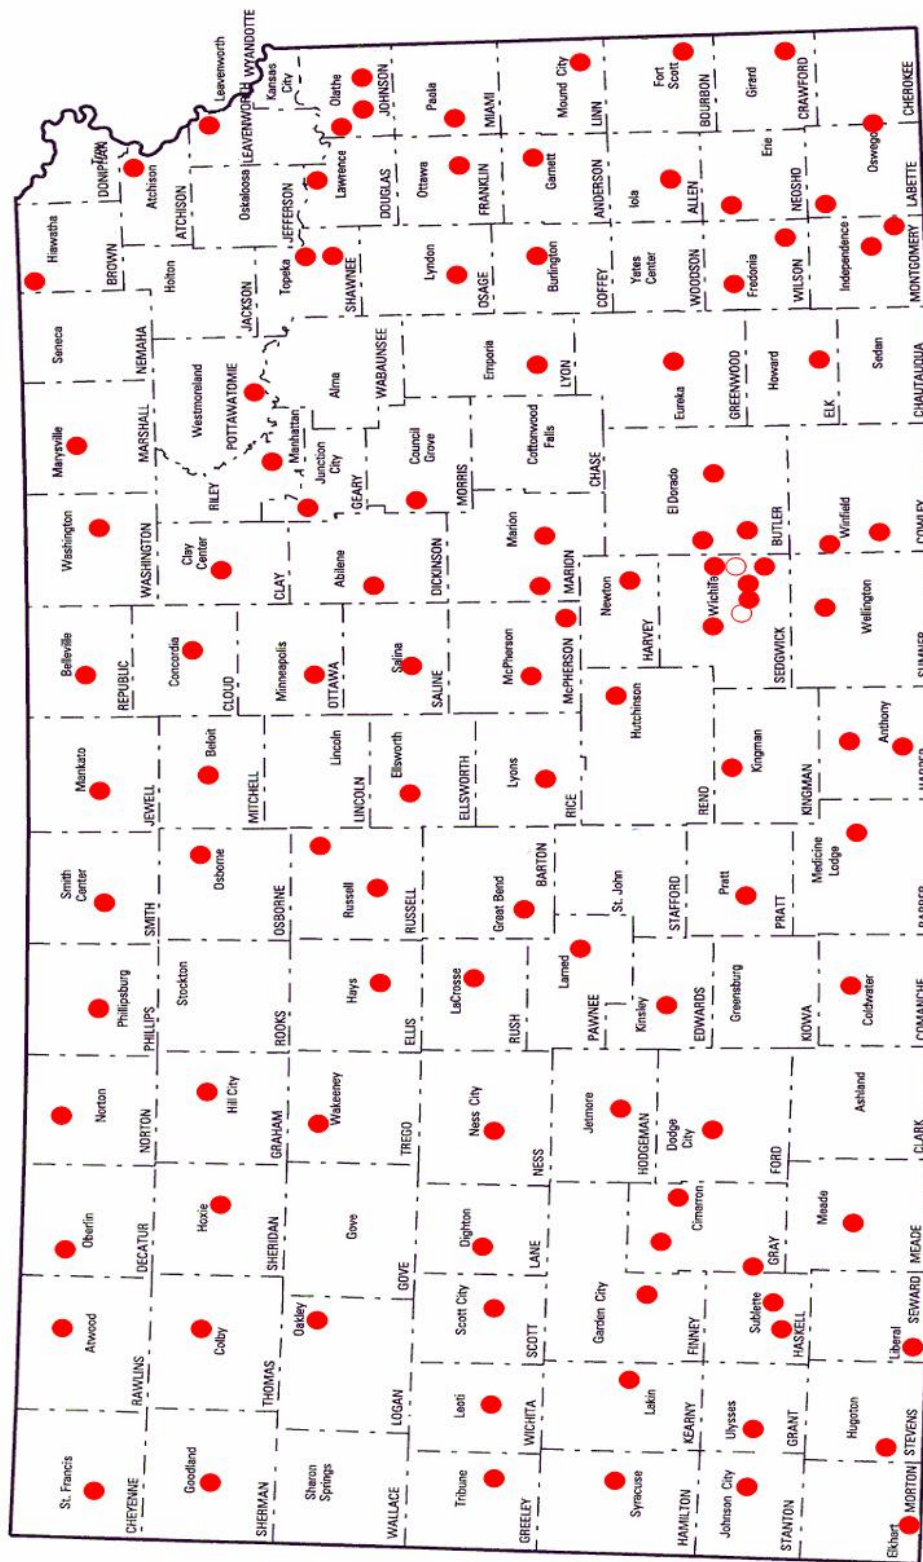 St. Francis
CHEYENNE
Atwood
RAWLINS
Oberlin
DECATUR
Norton
NORTON
Phillipsburg
PHILLIPS
Smith
Center
SMITH
Mankato
JEWELL
Belleville
REPUBLIC
Washington
WASHINGTON
Marysville
MARSHALL
Seneca
NEMAHA
Hiawatha
BROWN
Troy
DONIPHAN
Goodland
SHERMAN
Colby
THOMAS
Hoxie
SHERIDAN
Hill City
GRAHAM
Stockton
ROOKS
Osborne
OSBORNE
Beloit
MITCHELL
Concordia
CLOUD
Clay
Center
CLAY
RILEY
Manhattan
Westmoreland
POTTAWATOMIE
Holton
JACKSON
Atchison
ATCHISON
Oskaloosa
JEFFERSON
Leavenworth
LEAVENWORTH
WYANDOTTE
Kansas
City
Sharon
Springs
WALLACE
Oakley
LOGAN
Gove
GOVE
Wakeeney
TREGO
Hays
ELLIS
Russell
RUSSELL
Lincoln
LINCOLN
Ellsworth
ELLSWORTH
Minneapolis
OTTAWA
Salina
SALINE
Abilene
DICKINSON
Junction
City
GEARY
Council
Grove
MORRIS
Alma
WABAUNSEE
Topeka
SHAWNEE
Lawrence
DOUGLAS
Olathe
JOHNSON
Tribune
GREELEY
Leoti
WICHITA
Scott City
SCOTT
Dighton
LANE
Ness City
NESS
LaCrosse
RUSH
Great Bend
BARTON
Lyons
RICE
McPherson
McPHERSON
Marion
MARION
Cottonwood
Falls
CHASE
Emporia
LYON
Lyndon
OSAGE
Ottawa
FRANKLIN
Paola
MIAMI
Syracuse
HAMILTON
Lakin
KEARNY
Garden City
FINNEY
Jetmore
HODGEMAN
Larned
PAWNEE
Kinsley
EDWARDS
St. John
STAFFORD
Hutchinson
RENO
Newton
HARVEY
Burlington
COFFEY
Garnett
ANDERSON
Mound City
LINN
Johnson City
STANTON
Ulysses
GRANT
Sublette
HASKELL
Cimarron
GRAY
Dodge
City
FORD
Greensburg
KIOWA
Pratt
PRATT
Kingman
KINGMAN
Wichita
SEDGWICK
El Dorado
BUTLER
Eureka
GREENWOOD
Yates
Center
WOODSON
Iola
ALLEN
Fort
Scott
BOURBON
Fredonia
WILSON
Erie
NEOSHO
Girard
CRAWFORD
Elkhart
MORTON
Hugoton
STEVENS
Liberal
SEWARD
Meade
MEADE
Ashland
CLARK
Coldwater
COMANCHE
Medicine
Lodge
BARBER
Anthony
HARPER
Wellington
SUMNER
Winfield
COWLEY
Howard
ELK
Sedan
CHAUTAUQUA
Independence
MONTGOMERY
Oswego
LABETTE
CHEROKEE